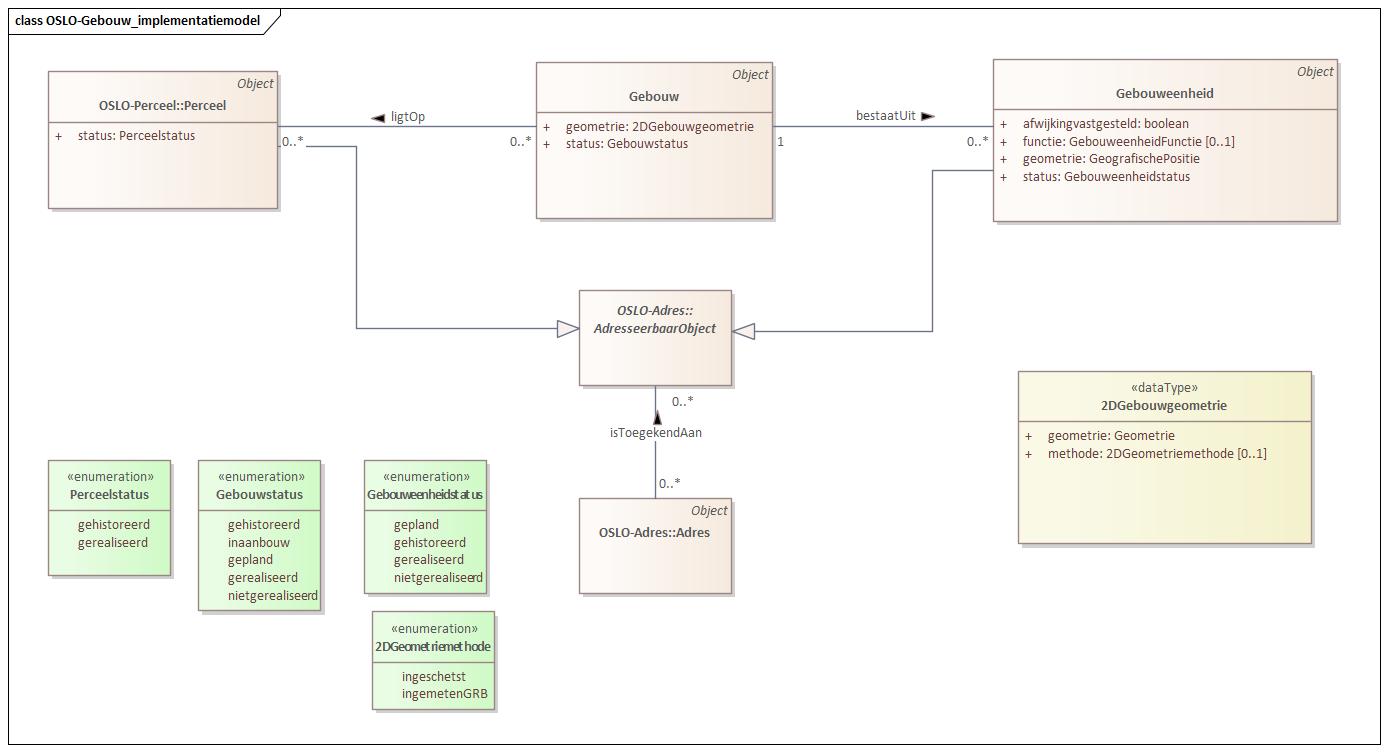 class OSLO-Gebouw_implementatiemodel
Object
OSLO-Perceel::Perceel
+ status: Perceelstatus
0..*
ligtOp
0..*
Object
Gebouw
+ geometrie: 2DGebouwgeometrie
+ status: Gebouwstatus
1
bestaatUit
0..*
Object
Gebouweenheid
+ afwijkingvastgesteld: boolean
+ functie: GebouweenheidFunctie [0..1]
+ geometrie: GeografischePositie
+ status: Gebouweenheidstatus
OSLO-Adres::
AdresseerbaarObject
0..*
isToegekendAan
0..*
Object
OSLO-Adres::Adres
«dataType»
2DGebouwgeometrie
+ geometrie: Geometrie
+ methode: 2DGeometriemethode [0..1]
«enumeration»
Perceelstatus
gehistoreerd
gerealiseerd
«enumeration»
Gebouwstatus
gehistoreerd
inaanbouw
gepland
gerealiseerd
nietgerealiseerd
«enumeration»
Gebouweenheidstatus
gepland
gehistoreerd
gerealiseerd
nietgerealiseerd
«enumeration»
2DGeometriemethode
ingeschetst
ingemetenGRB